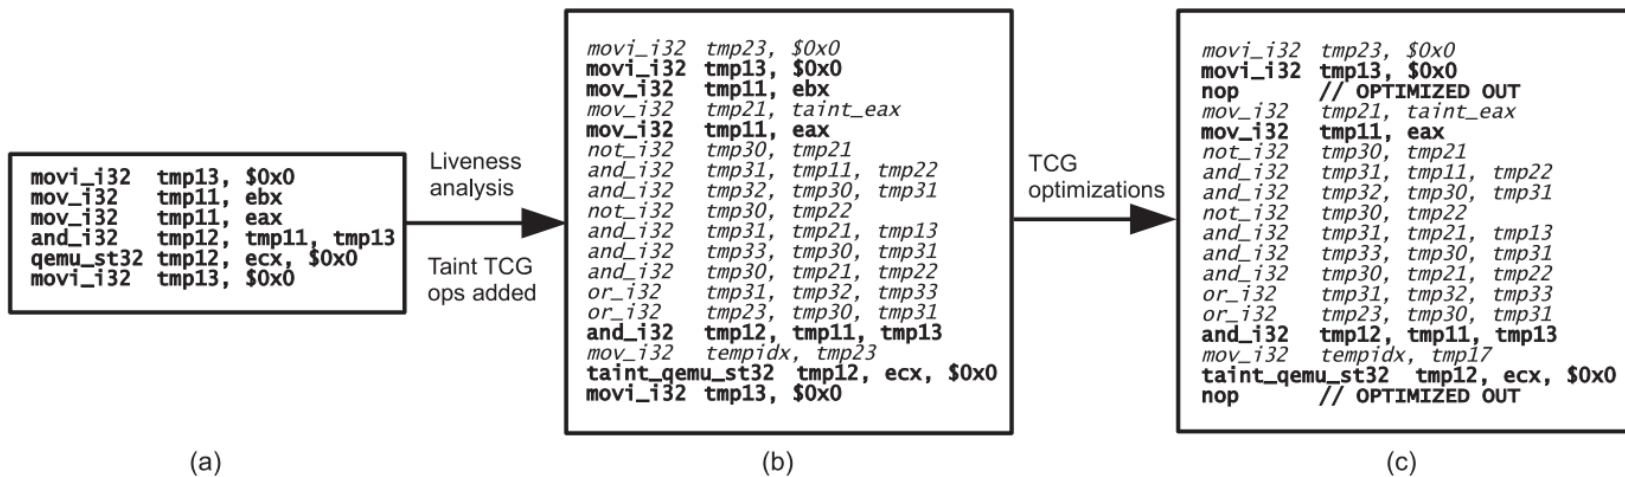 movi_i32 tmp13, $0x0
mov_i32 tmp11, ebx
mov_i32 tmp11, eax
and_i32 tmp12, tmp11, tmp13
qemu_st32 tmp12, ecx, $0x0
movi_i32 tmp13, $0x0
(a)
Liveness
analysis
Taint TCG
ops added
movi_i32 tmp23, $0x0
movi_i32 tmp13, $0x0
mov_i32 tmp11, ebx
mov_i32 tmp21, taint_eax
mov_i32 tmp11, eax
not_i32 tmp30, tmp21
and_i32 tmp31, tmp11, tmp22
and_i32 tmp32, tmp30, tmp31
not_i32 tmp30, tmp22
and_i32 tmp31, tmp21, tmp13
and_i32 tmp33, tmp30, tmp31
and_i32 tmp30, tmp21, tmp22
or_i32 tmp31, tmp32, tmp33
or_i32 tmp23, tmp30, tmp31
and_i32 tmp12, tmp11, tmp13
mov_i32 tempidx, tmp23
taint_qemu_st32 tmp12, ecx, $0x0
movi_i32 tmp13, $0x0
(b)
TCG
optimizations
movi_i32 tmp23, $0x0
movi_i32 tmp13, $0x0
nop // OPTIMIZED OUT
mov_i32 tmp21, taint_eax
mov_i32 tmp11, eax
not_i32 tmp30, tmp21
and_i32 tmp31, tmp11, tmp22
and_i32 tmp32, tmp30, tmp31
not_i32 tmp30, tmp22
and_i32 tmp31, tmp21, tmp13
and_i32 tmp33, tmp30, tmp31
and_i32 tmp30, tmp21, tmp22
or_i32 tmp31, tmp32, tmp33
or_i32 tmp23, tmp30, tmp31
and_i32 tmp12, tmp11, tmp13
mov_i32 tempidx, tmp17
taint_qemu_st32 tmp12, ecx, $0x0
nop // OPTIMIZED OUT
(c)